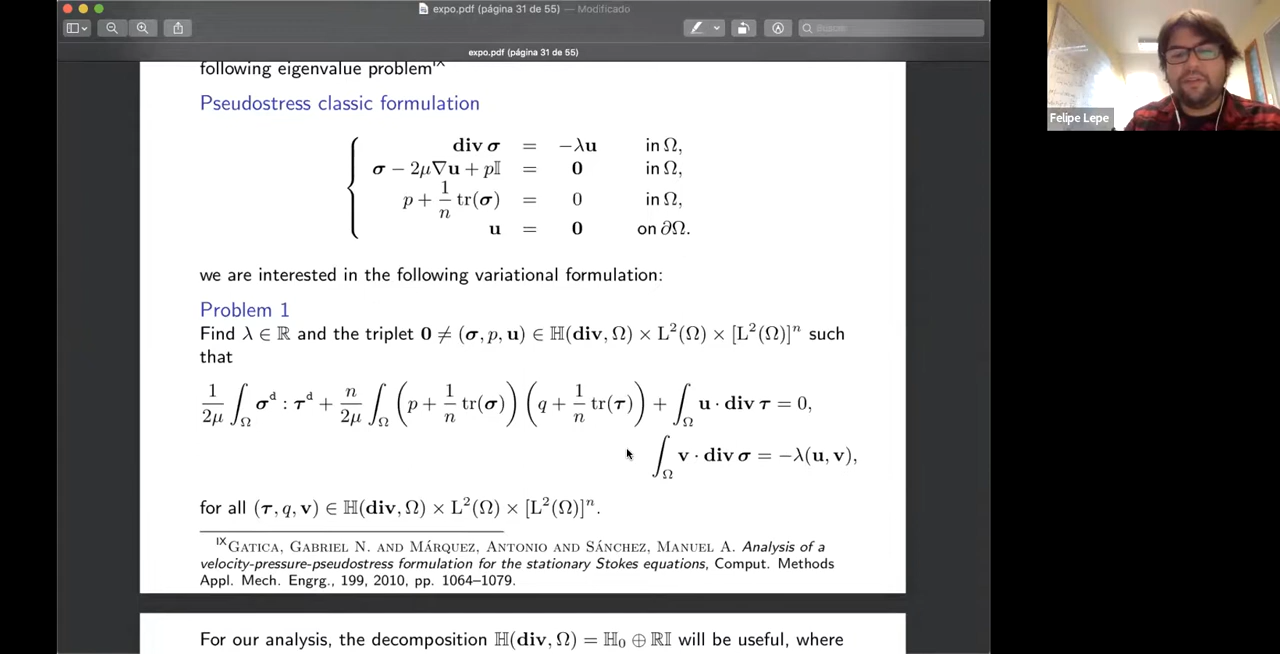 expo.pdf (página 31 de 55) — Modificado
Buscar
expo.pdf (página 31 de 55)
following eigenvalue problem^IX
Pseudostress classic formulation
div σ = −λu in Ω,
σ − 2μ∇u + p𝕀 = 0 in Ω,
p + 1/n tr(σ) = 0 in Ω,
u = 0 on ∂Ω.
we are interested in the following variational formulation:
Problem 1
Find λ ∈ ℝ and the triplet 0 ≠ (σ, p, u) ∈ ℍ(div, Ω) × L²(Ω) × [L²(Ω)]ⁿ such
that
1/2μ ∫_Ω σ^d : τ^d + n/2μ ∫_Ω (p + 1/n tr(σ)) (q + 1/n tr(τ)) + ∫_Ω u · div τ = 0,
∫_Ω v · div σ = −λ(u, v),
for all (τ, q, v) ∈ ℍ(div, Ω) × L²(Ω) × [L²(Ω)]ⁿ.
^IX GATICA, GABRIEL N. AND MÁRQUEZ, ANTONIO AND SÁNCHEZ, MANUEL A. Analysis of a
velocity-pressure-pseudostress formulation for the stationary Stokes equations, Comput. Methods
Appl. Mech. Engrg., 199, 2010, pp. 1064–1079.
For our analysis, the decomposition ℍ(div, Ω) = ℍ₀ ⊕ ℝ𝕀 will be useful, where
Felipe Lepe